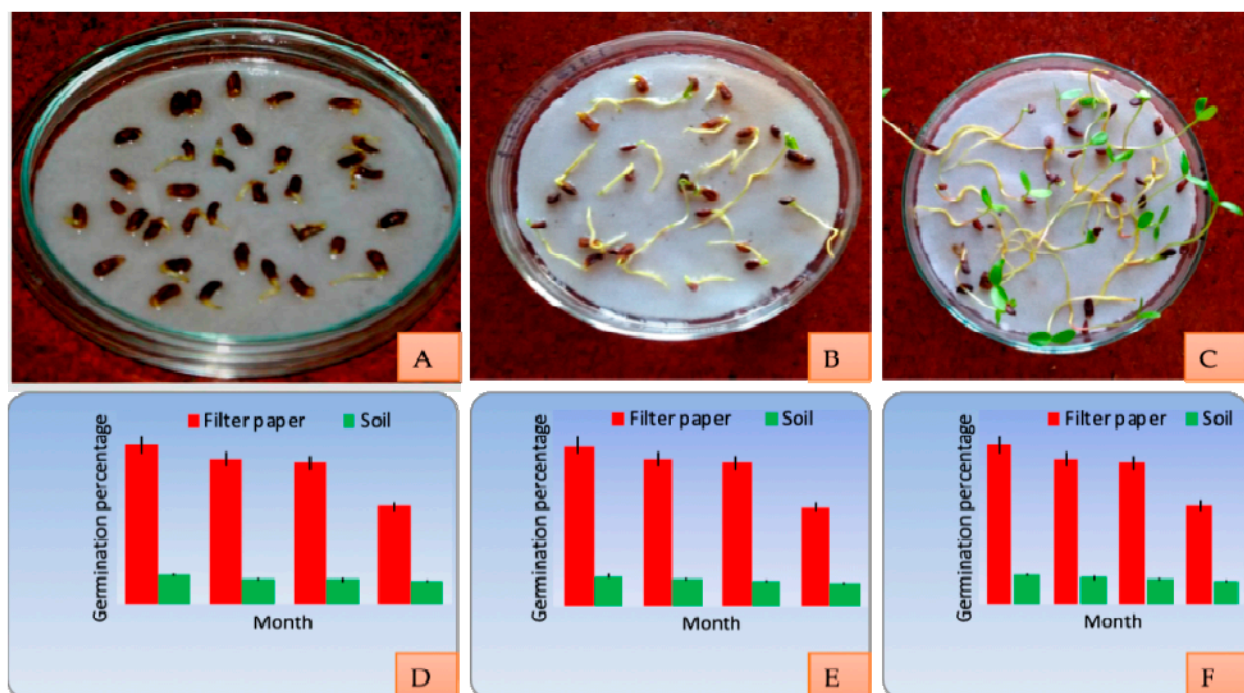 A
B
C
Filter paper Soil
Germination percentage
Month
D
Filter paper Soil
Germination percentage
Month
E
Filter paper Soil
Germination percentage
Month
F